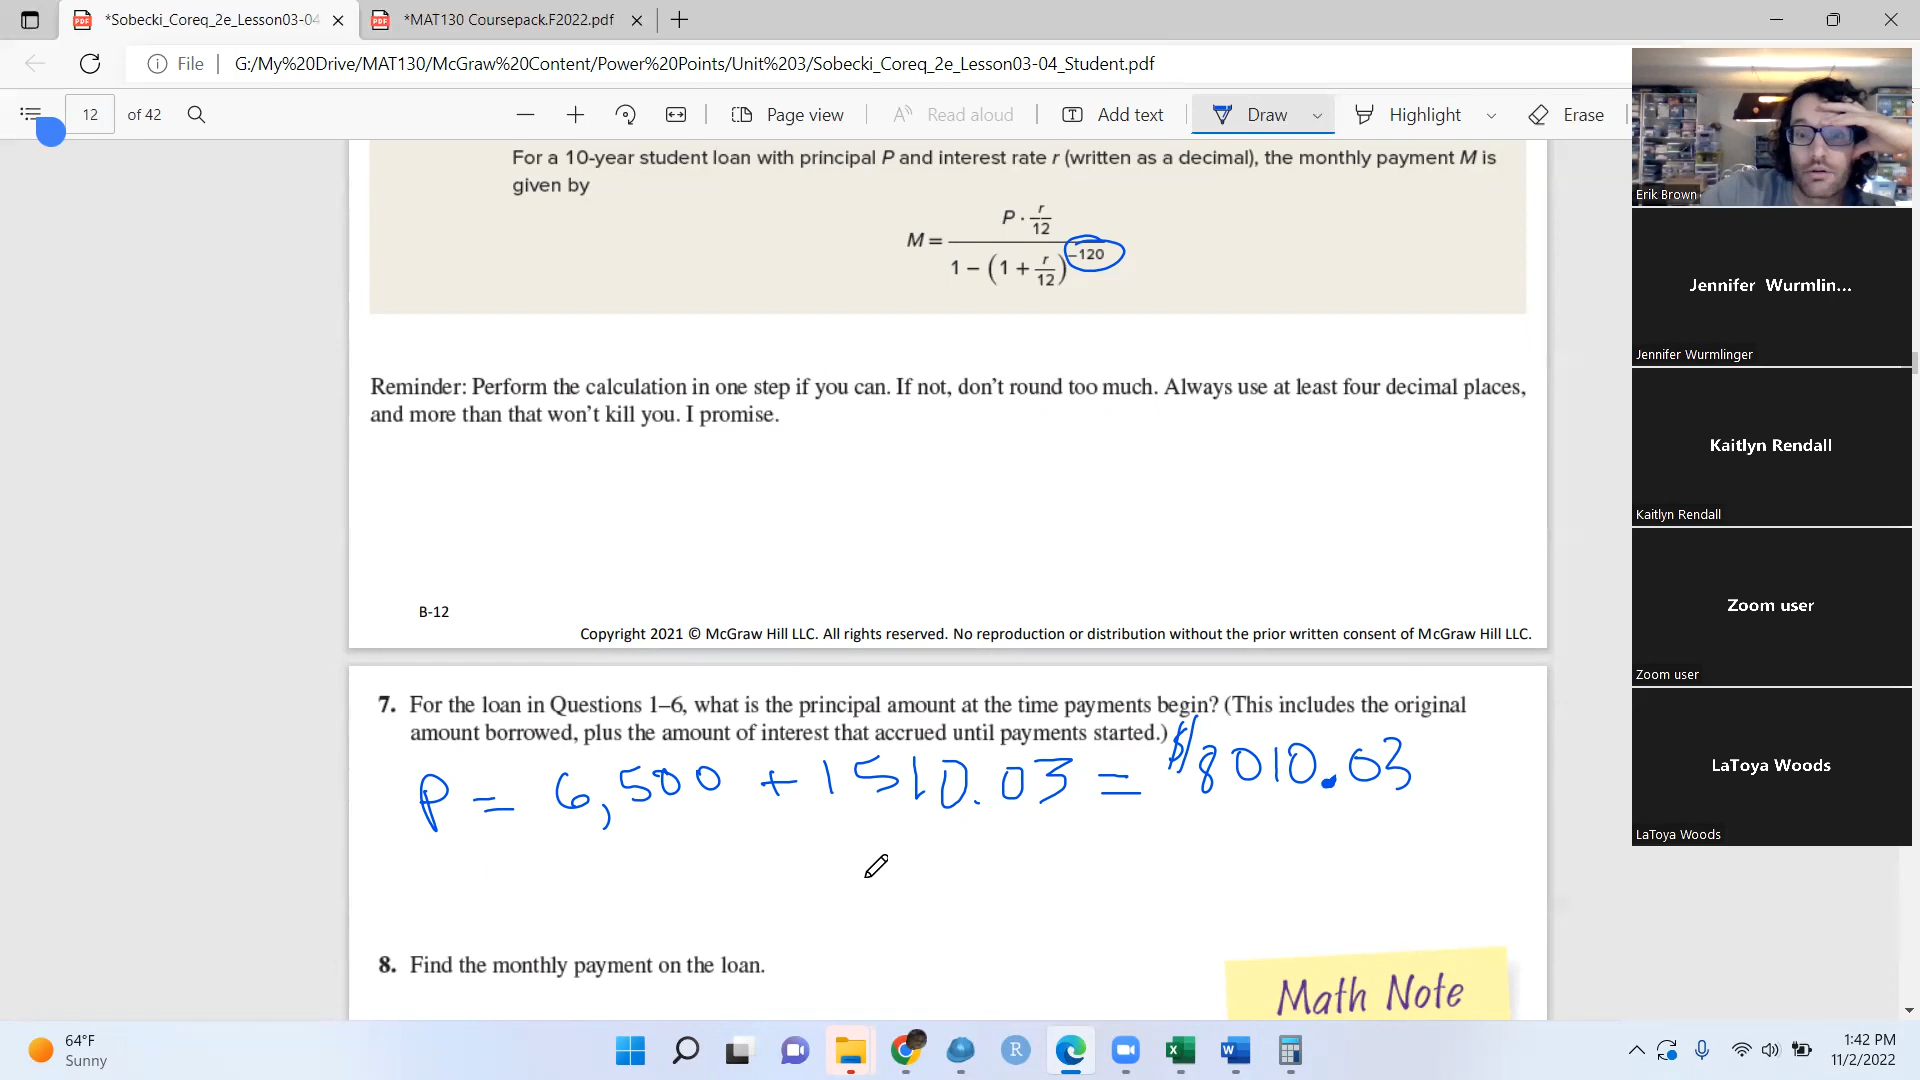 *Sobecki_Coreq_2e_Lesson03-04
*MAT130 Coursepack.F2022.pdf
File
G:/My%20Drive/MAT130/McGraw%20Content/Power%20Points/Unit%203/Sobecki_Coreq_2e_Lesson03-04_Student.pdf
12 of 42
Page view
Read aloud
Add text
Draw
Highlight
Erase
For a 10-year student loan with principal P and interest rate r (written as a decimal), the monthly payment M is
given by
M = P · r/12
1 − (1 + r/12)^−120
Reminder: Perform the calculation in one step if you can. If not, don’t round too much. Always use at least four decimal places,
and more than that won’t kill you. I promise.
B-12
Copyright 2021 © McGraw Hill LLC. All rights reserved. No reproduction or distribution without the prior written consent of McGraw Hill LLC.
7. For the loan in Questions 1–6, what is the principal amount at the time payments begin? (This includes the original
amount borrowed, plus the amount of interest that accrued until payments started.)
P = 6,500 + 1510.03 = $8010.03
8. Find the monthly payment on the loan.
Math Note
Erik Brown
Jennifer Wurmlin...
Jennifer Wurmlinger
Kaitlyn Rendall
Kaitlyn Rendall
Zoom user
Zoom user
LaToya Woods
LaToya Woods
64°F
Sunny
1:42 PM
11/2/2022